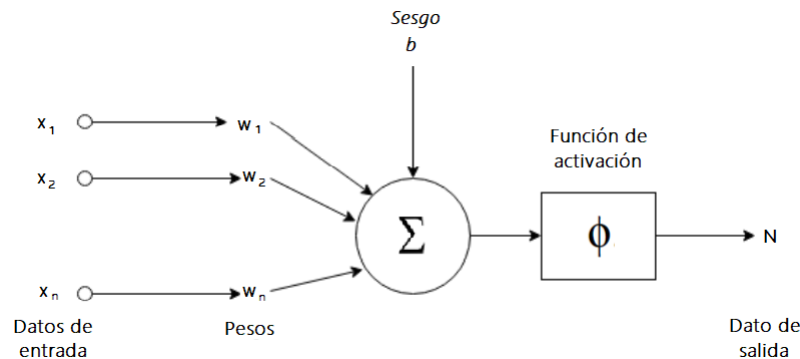 Sesgo
b
x1
w1
Función de
activación
x2
w2
Σ
ϕ
N
xn
wn
Datos de
entrada
Pesos
Dato de
salida